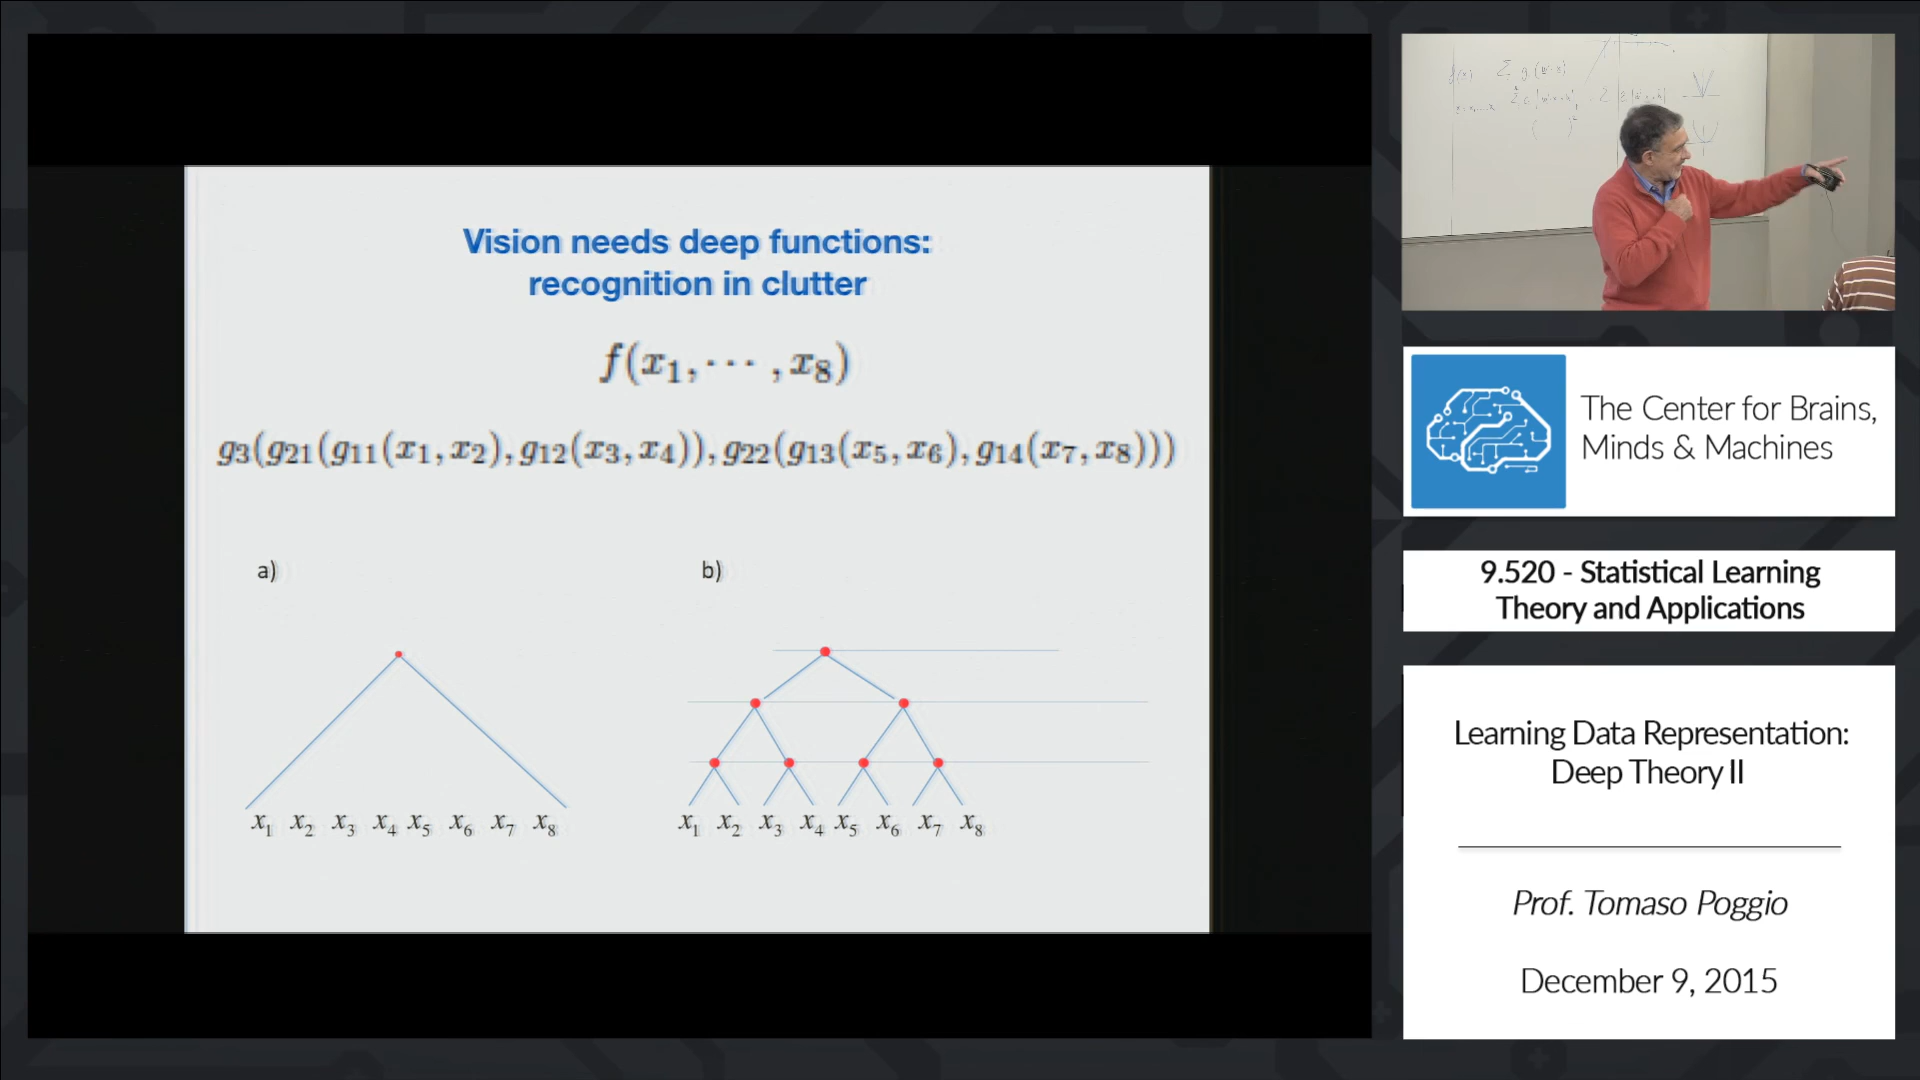 Vision needs deep functions:
recognition in clutter
f(x₁, ⋯ , x₈)
g₃(g₂₁(g₁₁(x₁, x₂), g₁₂(x₃, x₄)), g₂₂(g₁₃(x₅, x₆), g₁₄(x₇, x₈)))
a)
b)
x₁ x₂ x₃ x₄ x₅ x₆ x₇ x₈
x₁ x₂ x₃ x₄ x₅ x₆ x₇ x₈
The Center for Brains,
Minds & Machines
9.520 - Statistical Learning
Theory and Applications
Learning Data Representation:
Deep Theory II
Prof. Tomaso Poggio
December 9, 2015